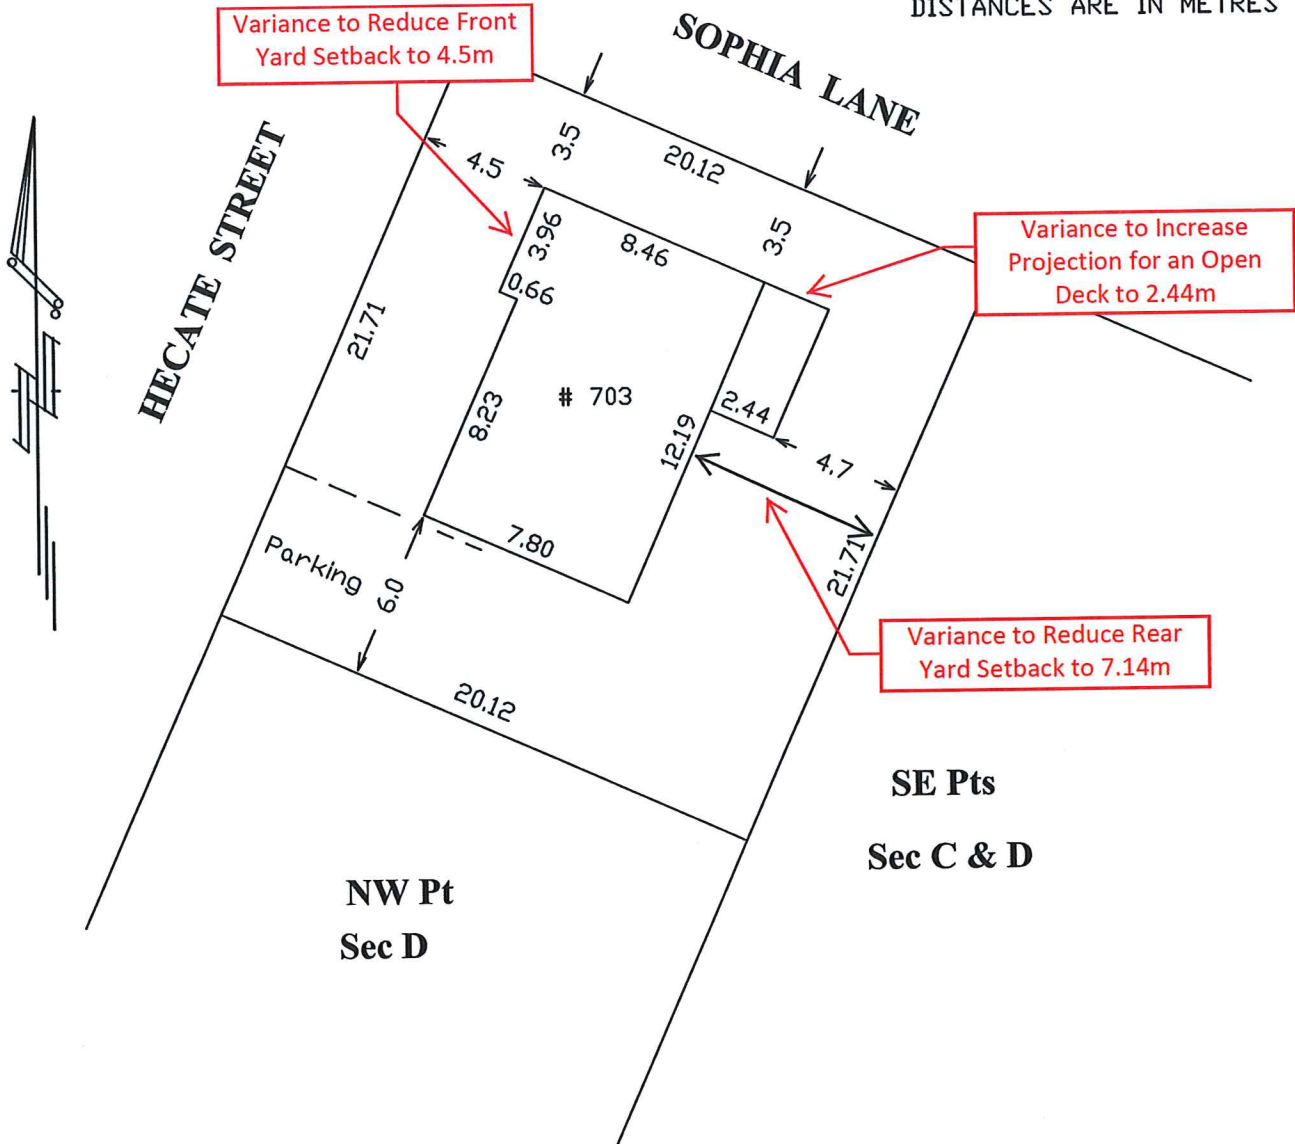 DISTANCES ARE IN METRES
Variance to Reduce Front
Yard Setback to 4.5m
SOPHIA LANE
HECATE STREET
4.5
3.5
20.12
3.5
3.96
8.46
0.66
Variance to Increase
Projection for an Open
Deck to 2.44m
21.71
# 703
8.23
2.44
12.19
4.7
7.80
Parking
6.0
21.71
Variance to Reduce Rear
Yard Setback to 7.14m
20.12
SE Pts
Sec C & D
NW Pt
Sec D